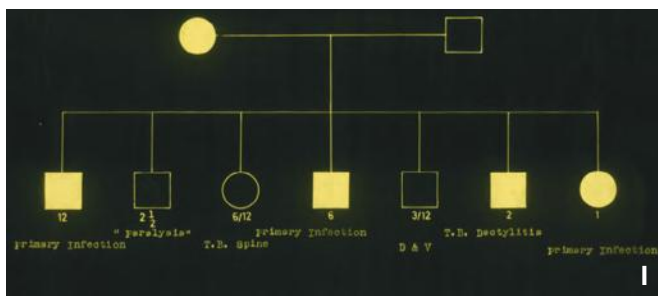 12 2 1/2 6/12 6 3/12 2 1
"Paralysis" primary Infection T.B. Dactylitis
primary Infection T.B. Spine D & V primary Infection
I